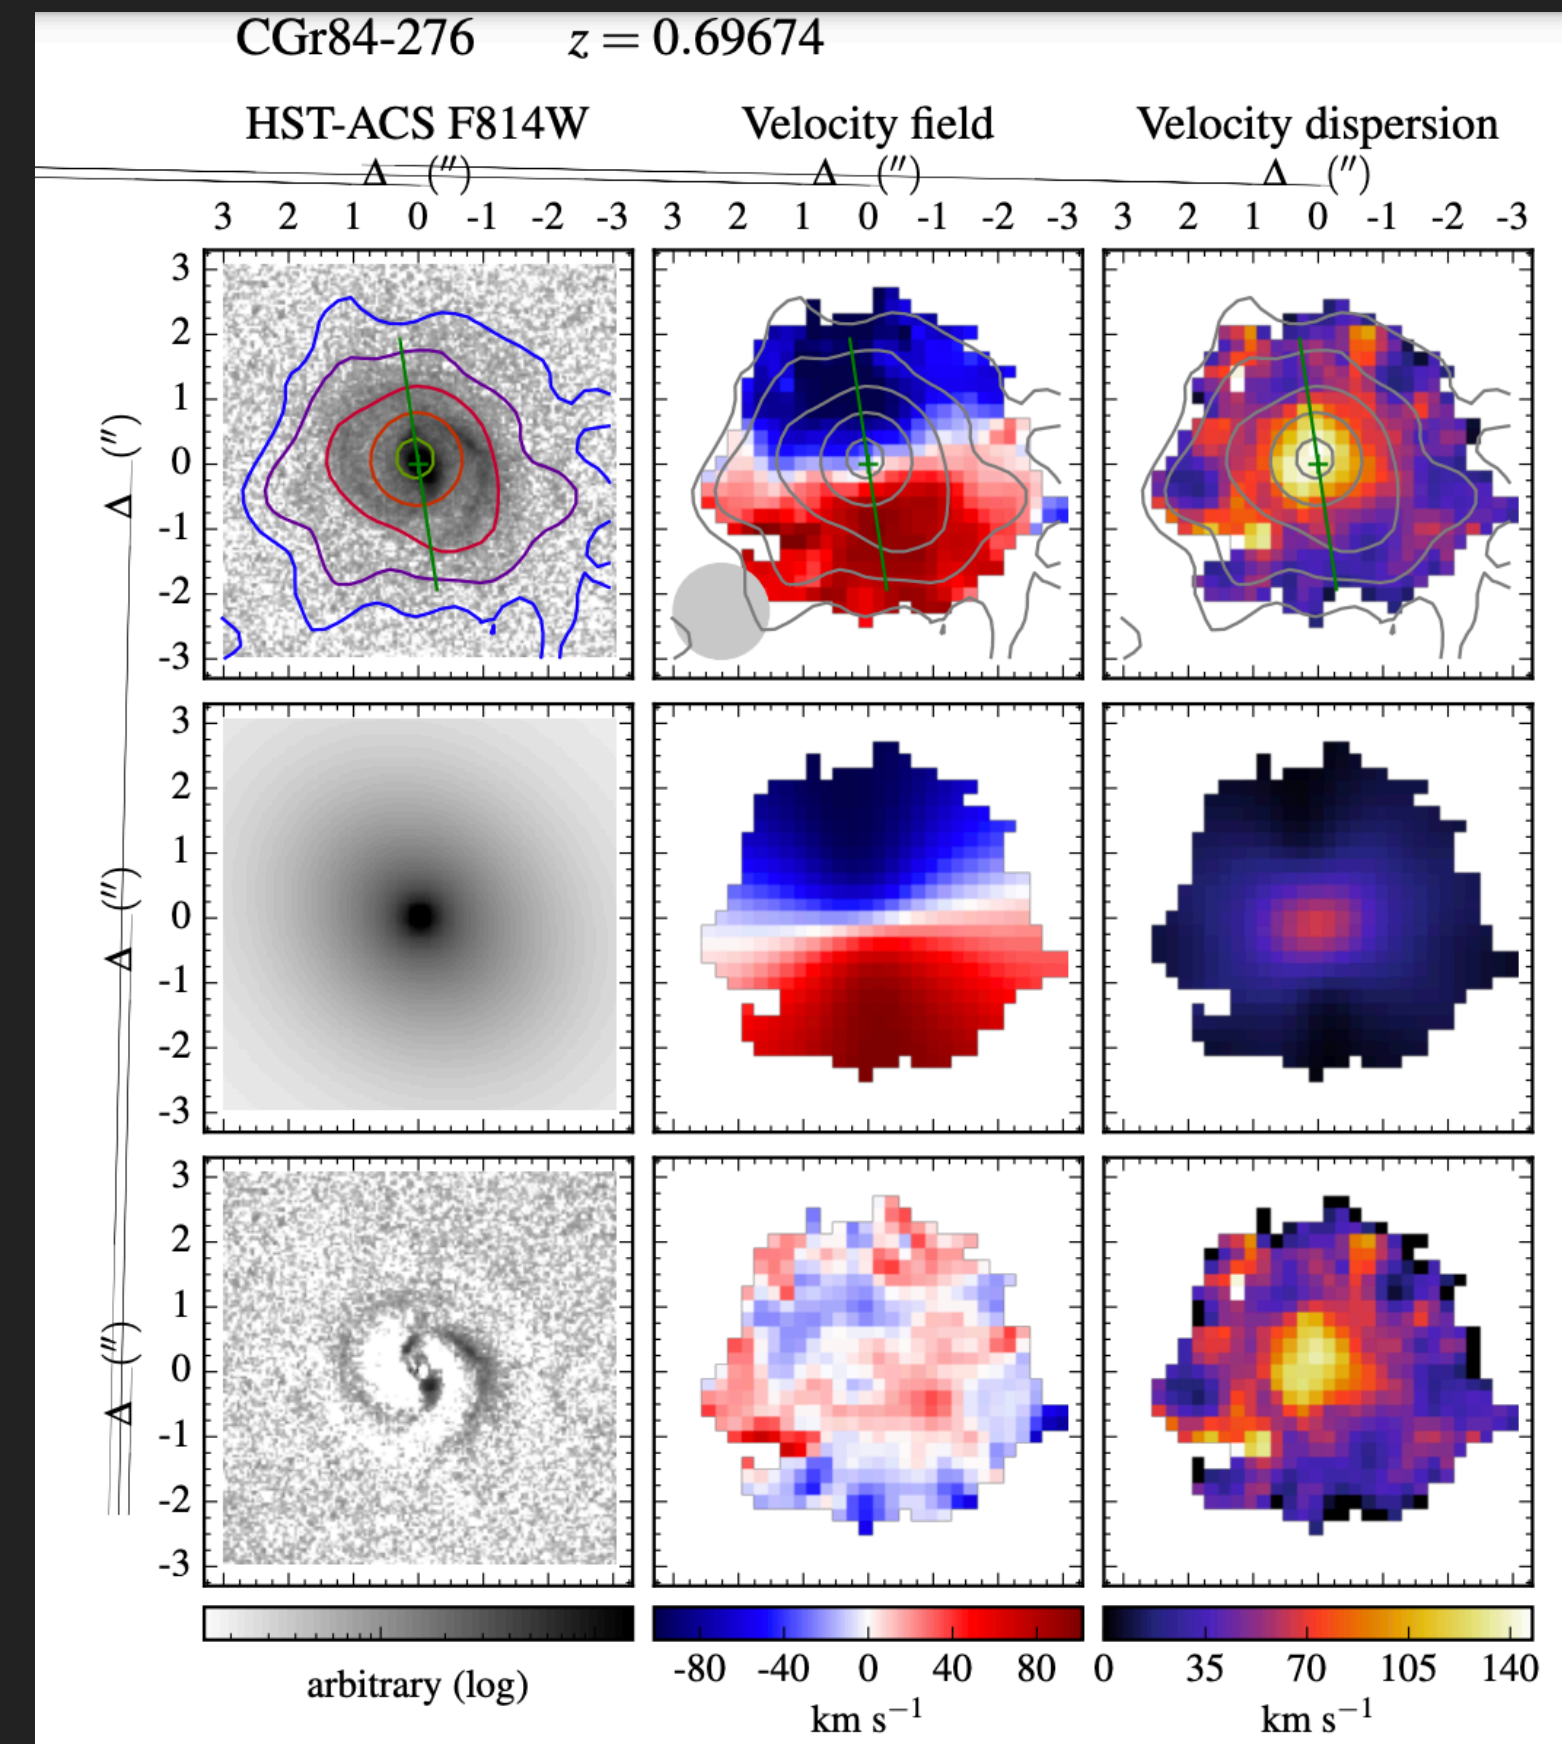 CGr84-276 z = 0.69674
HST-ACS F814W Velocity field Velocity dispersion
Δ (″) Δ (″) Δ (″)
3 2 1 0 -1 -2 -3 3 2 1 0 -1 -2 -3 3 2 1 0 -1 -2 -3
3
2
1
0
-1
-2
-3
Δ (″)
3
2
1
0
-1
-2
-3
Δ (″)
3
2
1
0
-1
-2
-3
Δ (″)
-80 -40 0 40 80 0 35 70 105 140
arbitrary (log)
km s⁻¹ km s⁻¹